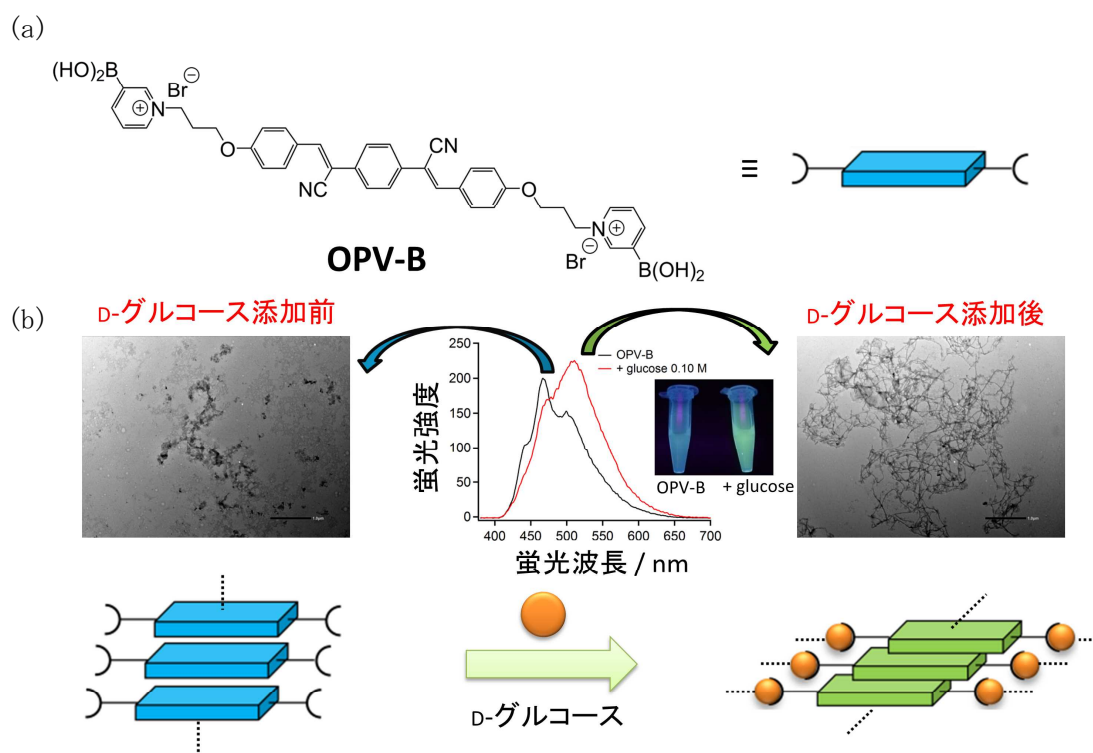 (a)
(HO)₂B
Br⊖
N⊕
O
CN
CN
O
N⊕
Br⊖
B(OH)₂
OPV-B
≡
(b)
D-グルコース添加前
D-グルコース添加後
250
200
150
100
50
0
蛍光強度
OPV-B
+ glucose 0.10 M
OPV-B
+ glucose
400
450
500
550
600
650
700
蛍光波長 / nm
D-グルコース